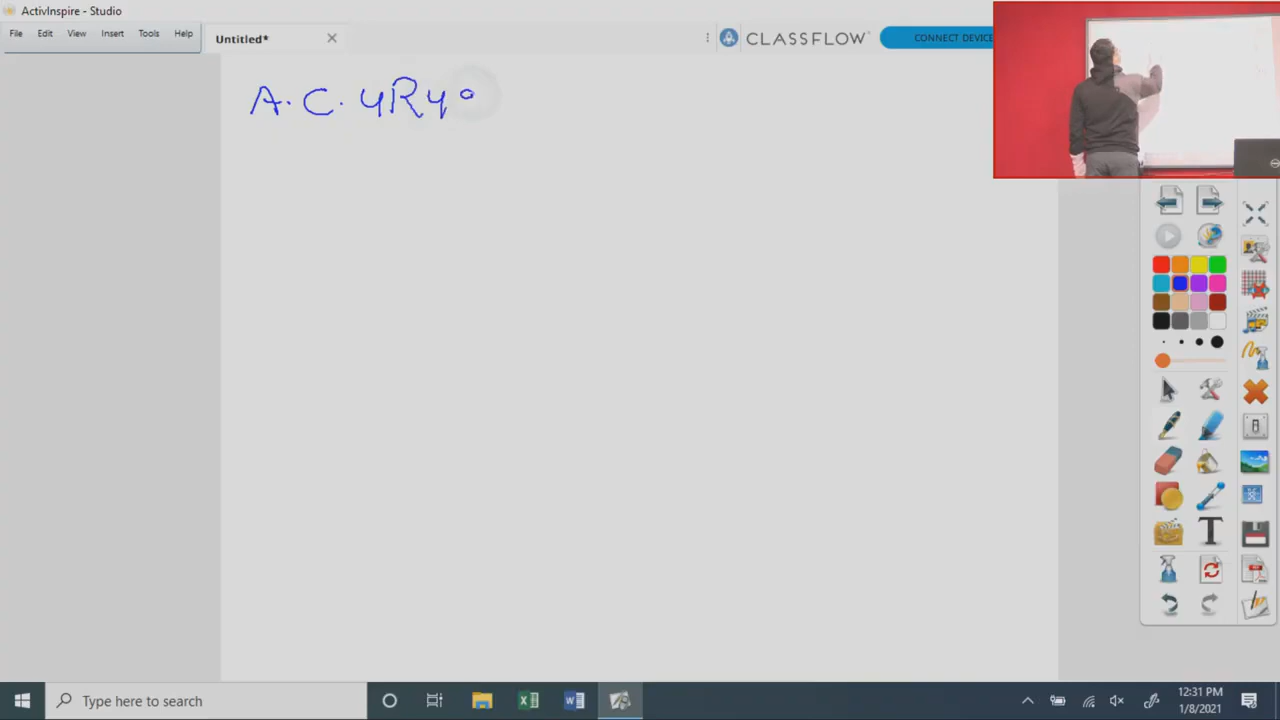 ActivInspire - Studio
File Edit View Insert Tools Help
Untitled*
CLASSFLOW
CONNECT DEVICE
A. C. 4R4o
T
Type here to search
12:31 PM
1/8/2021